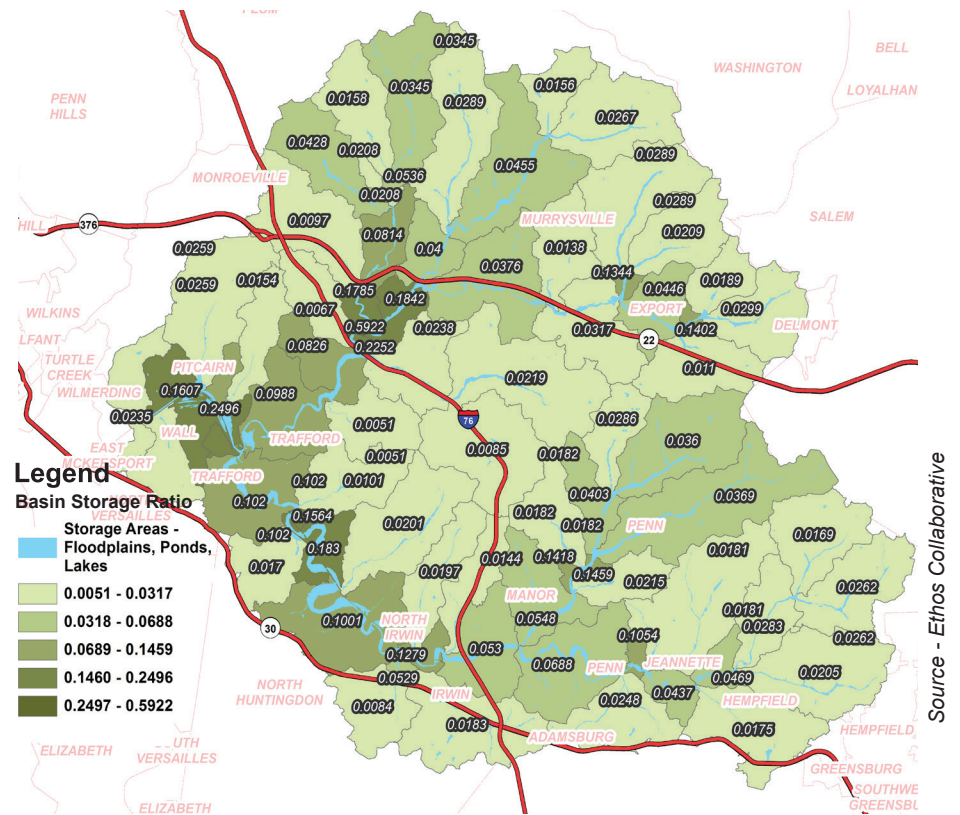 PLUM
0.0345
BELL
WASHINGTON
0.0345
0.0156
LOYALHAN
PENN
HILLS
0.0158
0.0289
0.0267
0.0428
0.0208
0.0289
0.0455
0.0536
MONROEVILLE
0.0208
0.0289
HILL
376
0.0097
MURRYSVILLE
SALEM
0.0814
0.0209
0.0259
0.04
0.0138
0.0376
0.1344
0.0259
0.0154
0.0189
0.1785
0.0446
0.1842
0.0067
EXPORT
0.0299
WILKINS
0.5922
0.0238
0.0317
0.1402
DELMONT
LFANT
0.0826
0.2252
22
TURTLE
CREEK
PITCAIRN
0.011
0.0219
WILMERDING
0.1607
0.0988
0.2496
0.0235
76
0.0286
0.0051
WALL
TRAFFORD
0.036
EAST
MCKEESPORT
0.0085
0.0182
0.0051
Legend
TRAFFORD
0.102
0.0101
0.0403
0.0369
Basin Storage Ratio
0.102
NORTH
VERSAILLES
0.1564
0.0182
0.0201
0.0182
PENN
Storage Areas -
Floodplains, Ponds,
Lakes
0.102
0.0169
0.183
0.0181
0.0144
0.1418
0.017
0.0197
0.1459
0.0215
0.0262
0.0051 - 0.0317
MANOR
0.0181
0.0318 - 0.0688
0.1001
NORTH
IRWIN
0.0548
0.0283
30
0.1054
0.0262
0.0689 - 0.1459
0.1279
0.053
0.0688
PENN
JEANNETTE
0.0205
0.1460 - 0.2496
0.0529
0.0469
NORTH
HUNTINGDON
IRWIN
0.0437
0.0248
HEMPFIELD
0.2497 - 0.5922
0.0084
0.0183
ADAMSBURG
0.0175
HEMPFIELD
ELIZABETH
UTH
VERSAILLES
GREENSBURG
SOUTHWE
GREENSBU
ELIZABETH
Source - Ethos Collaborative